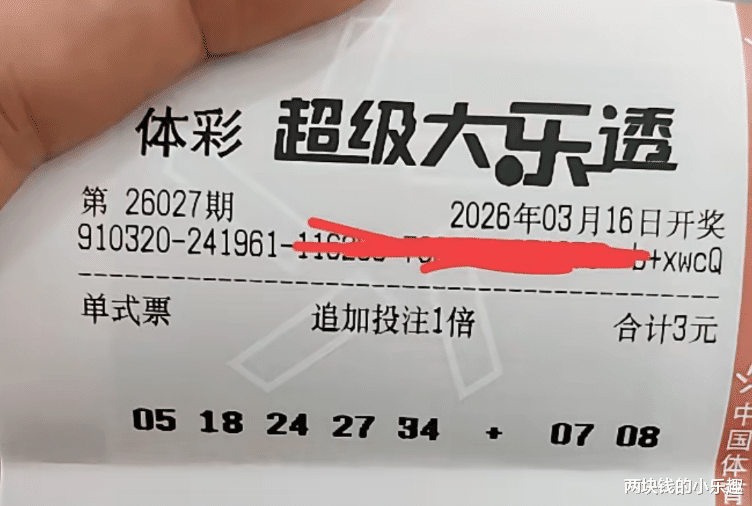 体彩 超级大乐透
第 26027期 2026年03月16日开奖
910320-241961- b+xwcQ
单式票 追加投注1倍 合计3元
05 18 24 27 34 + 07 08
中国体育
两块钱的小乐趣